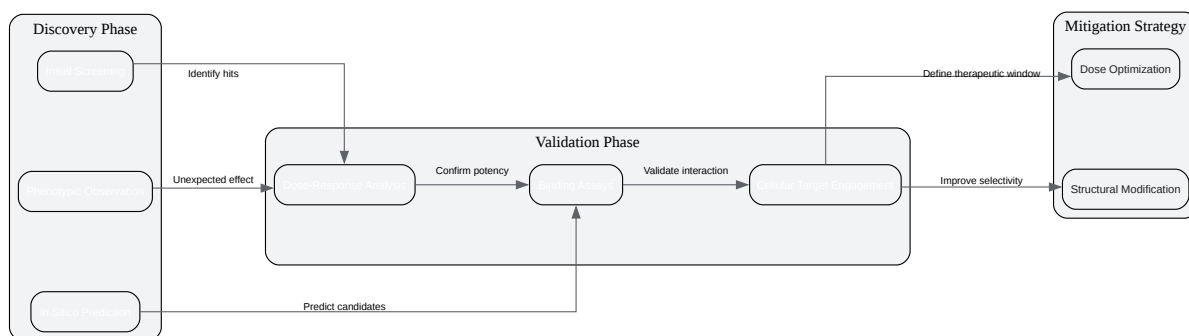 Discovery Phase
Initial Screening
Identify hits
Phenotypic Observation
Unexpected effect
In Silico Prediction
Predict candidates
Validation Phase
Dose-Response Analysis
Confirm potency
Binding Assays
Validate interaction
Cellular Target Engagement
Define therapeutic window
Improve selectivity
Mitigation Strategy
Dose Optimization
Structural Modification